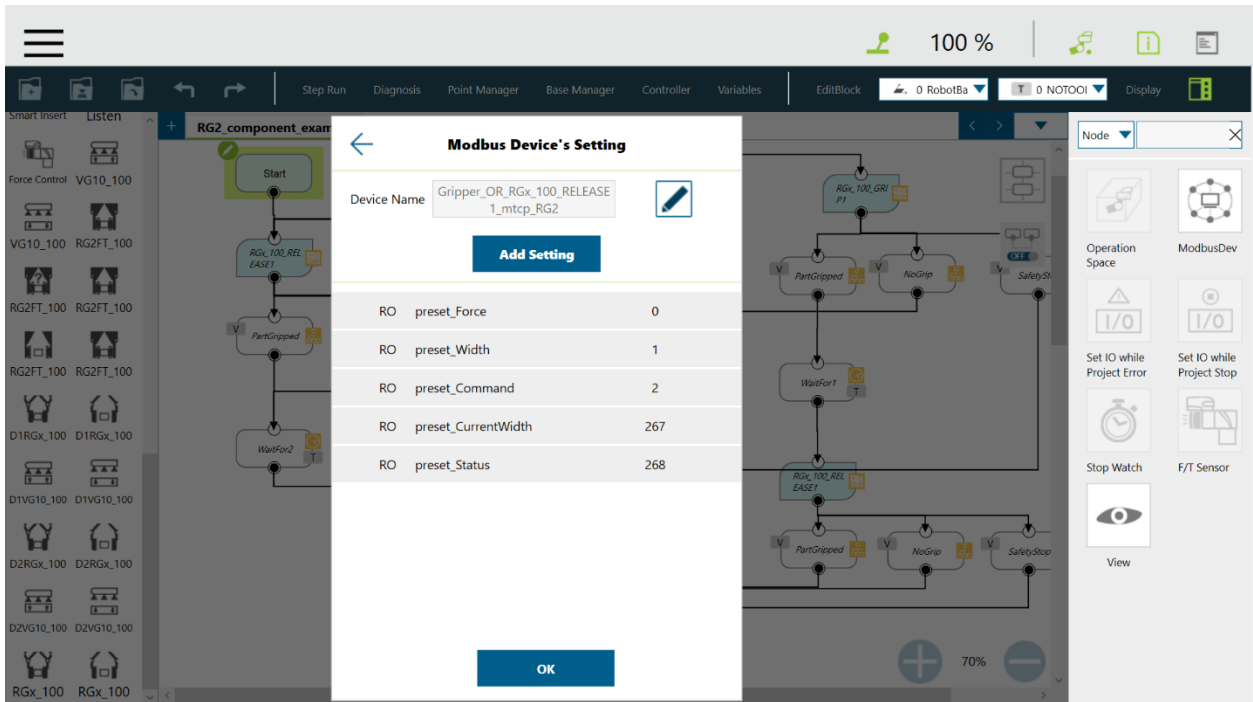 100 %
Step Run Diagnosis Point Manager Base Manager Controller Variables EditBlock 0 RobotBa T 0 NOTOOl Display
Smart Insert Listen
Force Control VG10_100
VG10_100 RG2FT_100
RG2FT_100 RG2FT_100
RG2FT_100 RG2FT_100
D1RGx_100 D1RGx_100
D1VG10_100 D1VG10_100
D2RGx_100 D2RGx_100
D2VG10_100 D2VG10_100
RGx_100 RGx_100
+ RG2_component_exam
Start
RGx_100_REL
EASE1
V PartGripped
WaitFor2
T
Modbus Device's Setting
Device Name
Gripper_OR_RGx_100_RELEASE
1_mtcp_RG2
Add Setting
RO preset_Force 0
RO preset_Width 1
RO preset_Command 2
RO preset_CurrentWidth 267
RO preset_Status 268
OK
RGx_100_GRI
P1
OFF
V PartGripped V NoGrip V SafetySt
WaitFor1
T
RGx_100_REL
EASE1
V PartGripped V NoGrip V SafetyStop
70%
Node
Operation
Space
ModbusDev
I/O I/O
Set IO while
Project Error
Set IO while
Project Stop
Stop Watch F/T Sensor
View